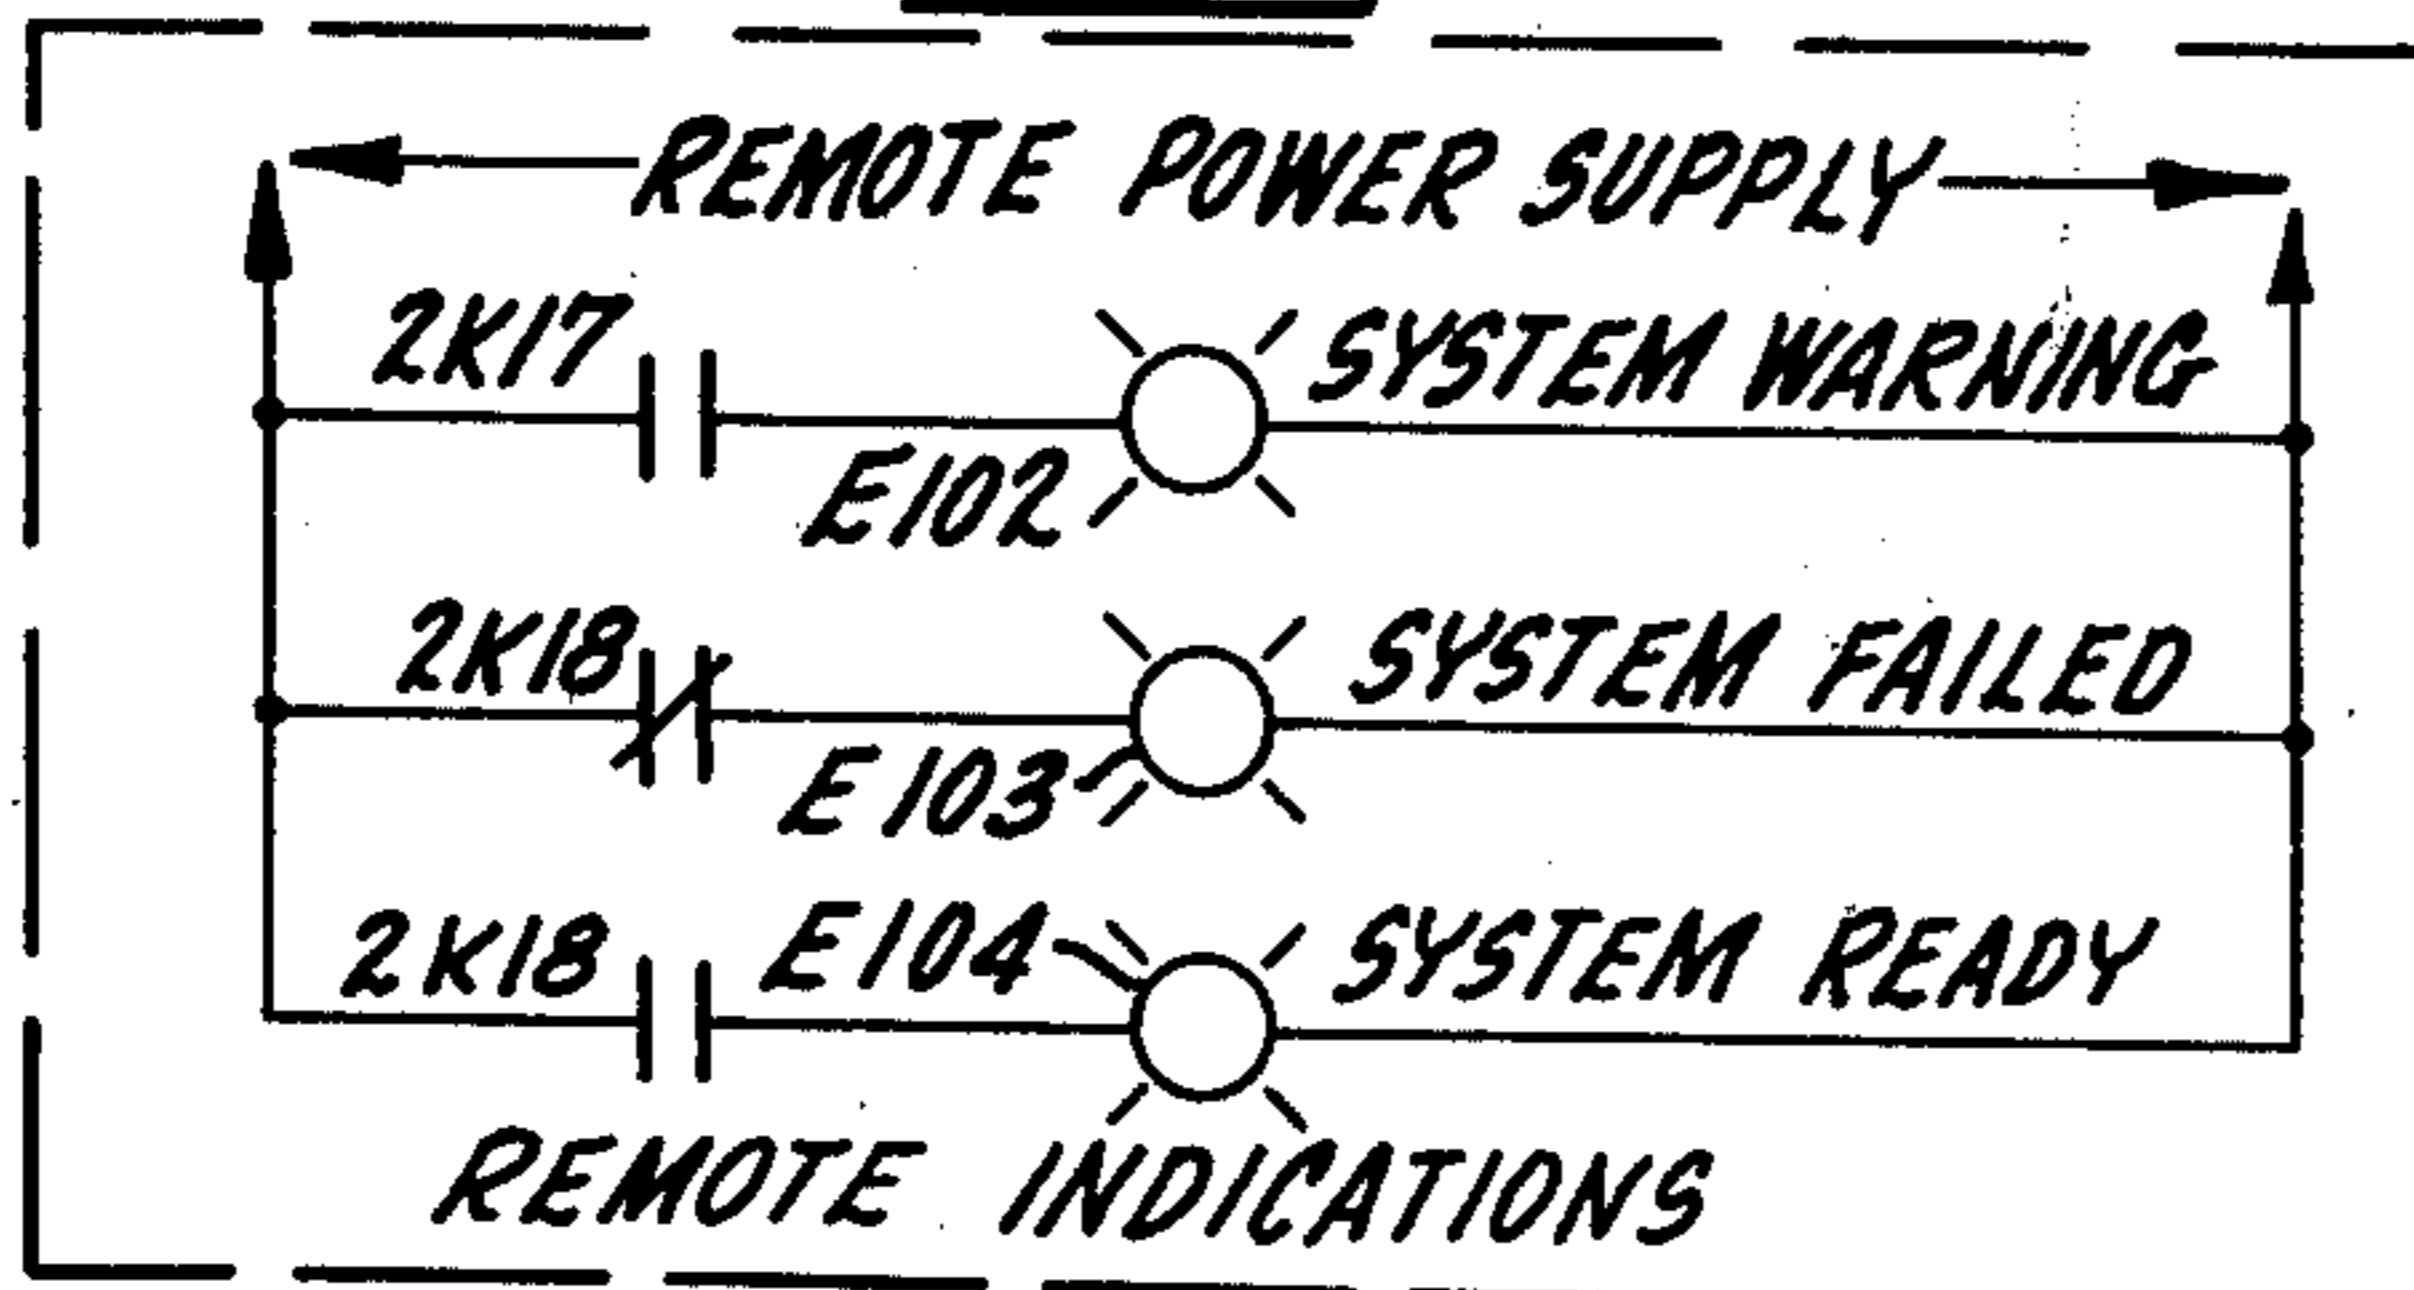 REMOTE POWER SUPPLY
2K17
SYSTEM WARNING
E102
2K18
SYSTEM FAILED
E103
2K18
E104
SYSTEM READY
REMOTE INDICATIONS